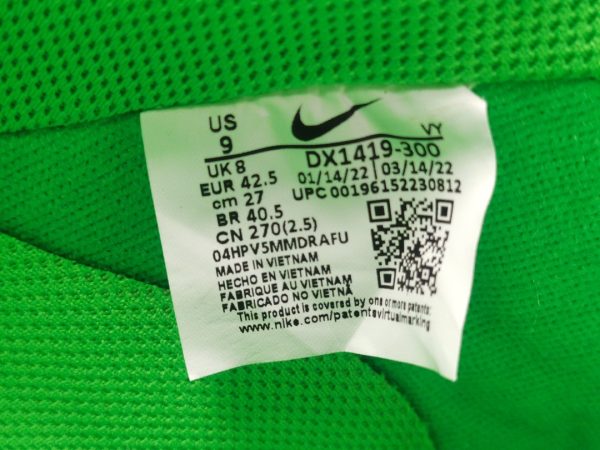 US VY
9 DX1419-300
UK 8 01/14/22 03/14/22
EUR 42.5 UPC 00196152230812
cm 27
BR 40.5
CN 270(2.5)
04HPV5MMDRAFU
MADE IN VIETNAM
HECHO EN VIETNAM
FABRIQUE AU VIETNAM
FABRICADO NO VIETNÃ
This product is covered by one or more patents:
www.nike.com/patentsvirtualmarking